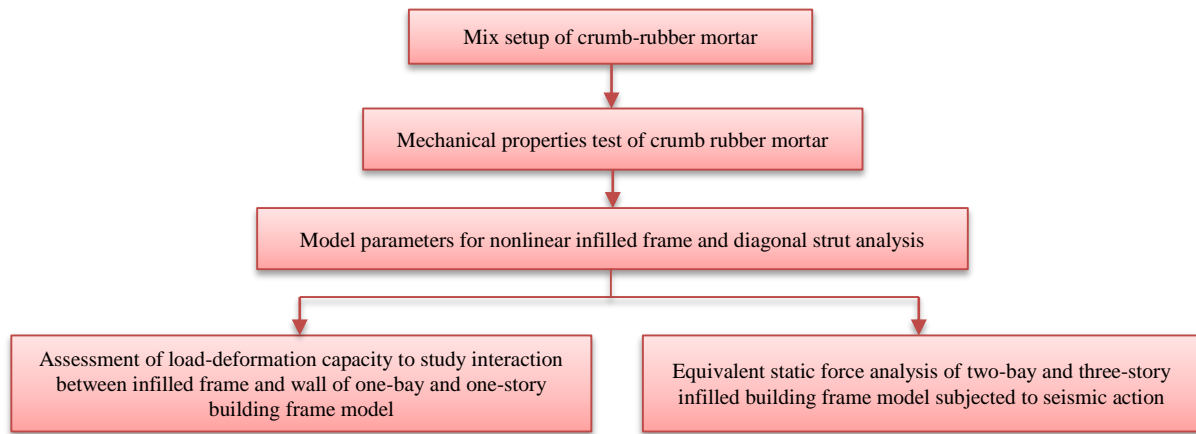 Mix setup of crumb-rubber mortar
Mechanical properties test of crumb rubber mortar
Model parameters for nonlinear infilled frame and diagonal strut analysis
Assessment of load-deformation capacity to study interaction
between infilled frame and wall of one-bay and one-story
building frame model
Equivalent static force analysis of two-bay and three-story
infilled building frame model subjected to seismic action